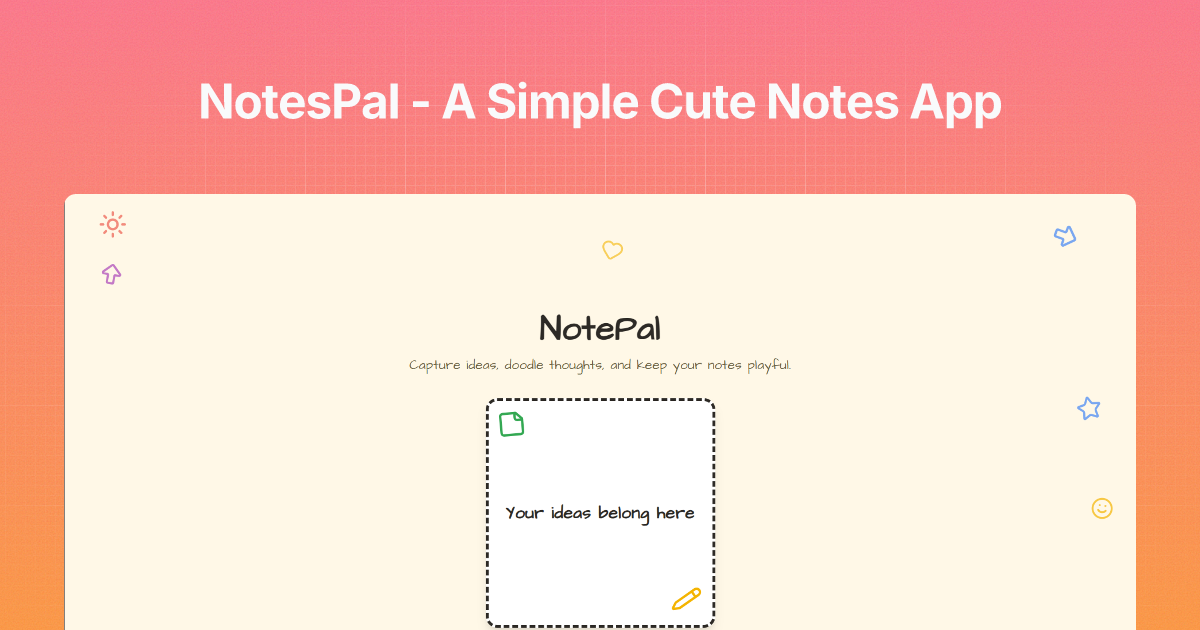 NotesPal - A Simple Cute Notes App
NotePal
Capture ideas, doodle thoughts, and keep your notes playful.
Your ideas belong here